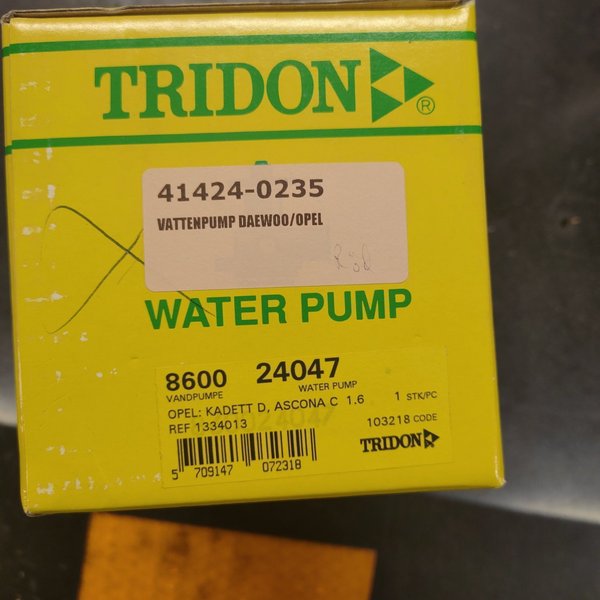 TRIDON ®
41424-0235
VATTENPUMP DAEWOO/OPEL
WATER PUMP
8600 24047
VANDPUMPE WATER PUMP
OPEL: KADETT D, ASCONA C 1.6 1 STK/PC
REF 1334013 103218 CODE
TRIDON
5 709147 072318